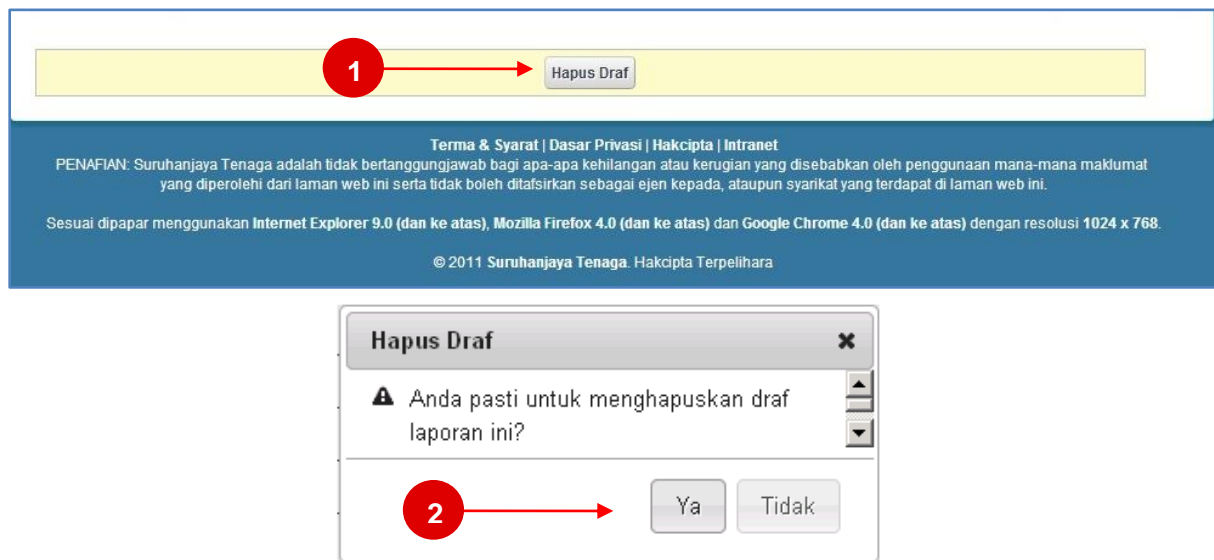 1
Hapus Draf
Terma & Syarat | Dasar Privasi | Hakcipta | Intranet
PENAFIAN: Suruhanjaya Tenaga adalah tidak bertanggungjawab bagi apa-apa kehilangan atau kerugian yang disebabkan oleh penggunaan mana-mana maklumat
yang diperolehi dari laman web ini serta tidak boleh ditafsirkan sebagai ejen kepada, ataupun syarikat yang terdapat di laman web ini.
Sesuai dipapar menggunakan Internet Explorer 9.0 (dan ke atas), Mozilla Firefox 4.0 (dan ke atas) dan Google Chrome 4.0 (dan ke atas) dengan resolusi 1024 x 768.
© 2011 Suruhanjaya Tenaga. Hakcipta Terpelihara
Hapus Draf
Anda pasti untuk menghapuskan draf
laporan ini?
2
Ya Tidak